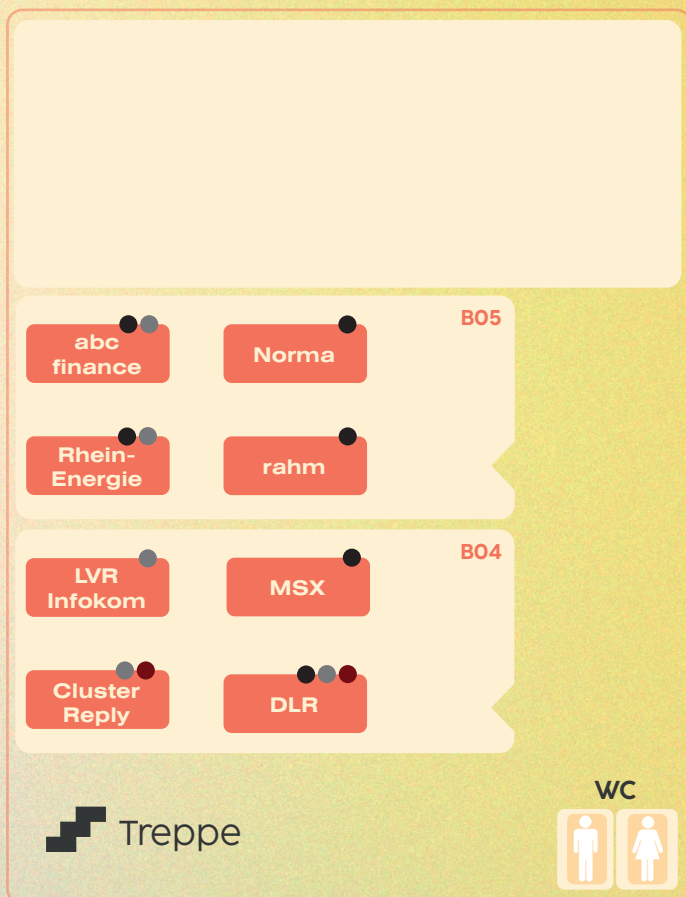 B05
abc
finance
Norma
Rhein-
Energie
rahm
B04
LVR
Infokom
MSX
Cluster
Reply
DLR
WC
Treppe